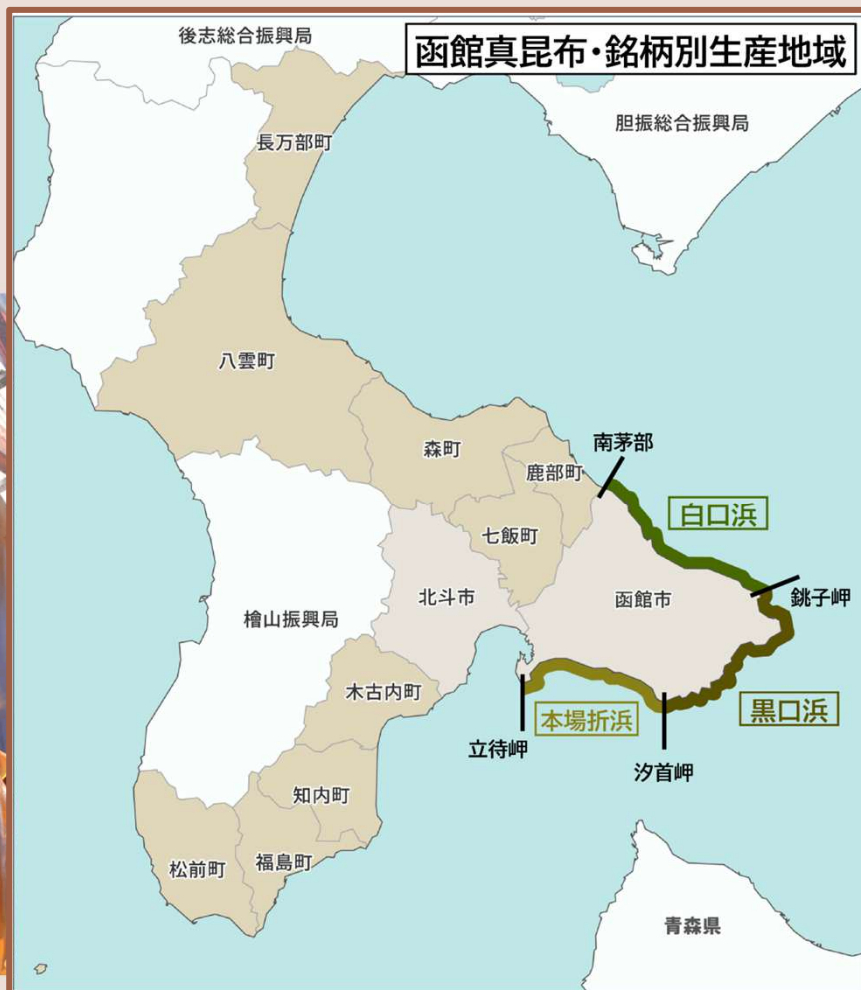 後志総合振興局
函館真昆布・銘柄別生産地域
胆振総合振興局
長万部町
八雲町
森町
鹿部町
南茅部
白口浜
七飯町
北斗市
函館市
銚子岬
檜山振興局
木古内町
本場折浜
黒口浜
立待岬
汐首岬
知内町
松前町
福島町
青森県